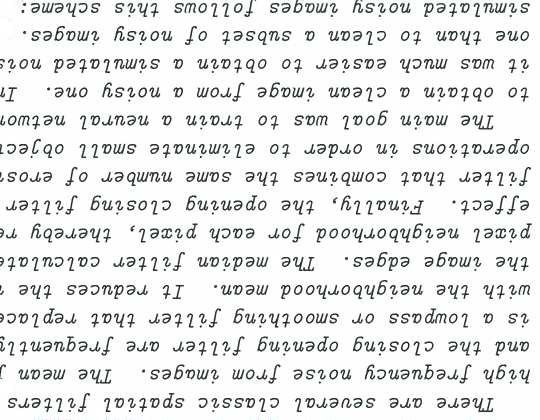 There are several classic spatial filters
high frequency noise from images. The mean
and the closing opening filter are frequently
is a lowpass or smoothing filter that replace
with the neighborhood mean. It reduces the
the image edges. The median filter calculate
pixel neighborhood for each pixel, thereby re
effect. Finally, the opening closing filter
filter that combines the same number of eros
operations in order to eliminate small objec
The main goal was to train a neural networ
to obtain a clean image from a noisy one. In
it was much easier to obtain a simulated nois
one than to clean a subset of noisy images.
simulated noisy images follows this scheme: